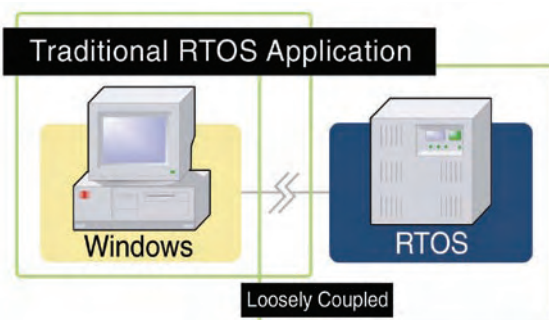 Traditional RTOS Application
Windows
RTOS
Loosely Coupled